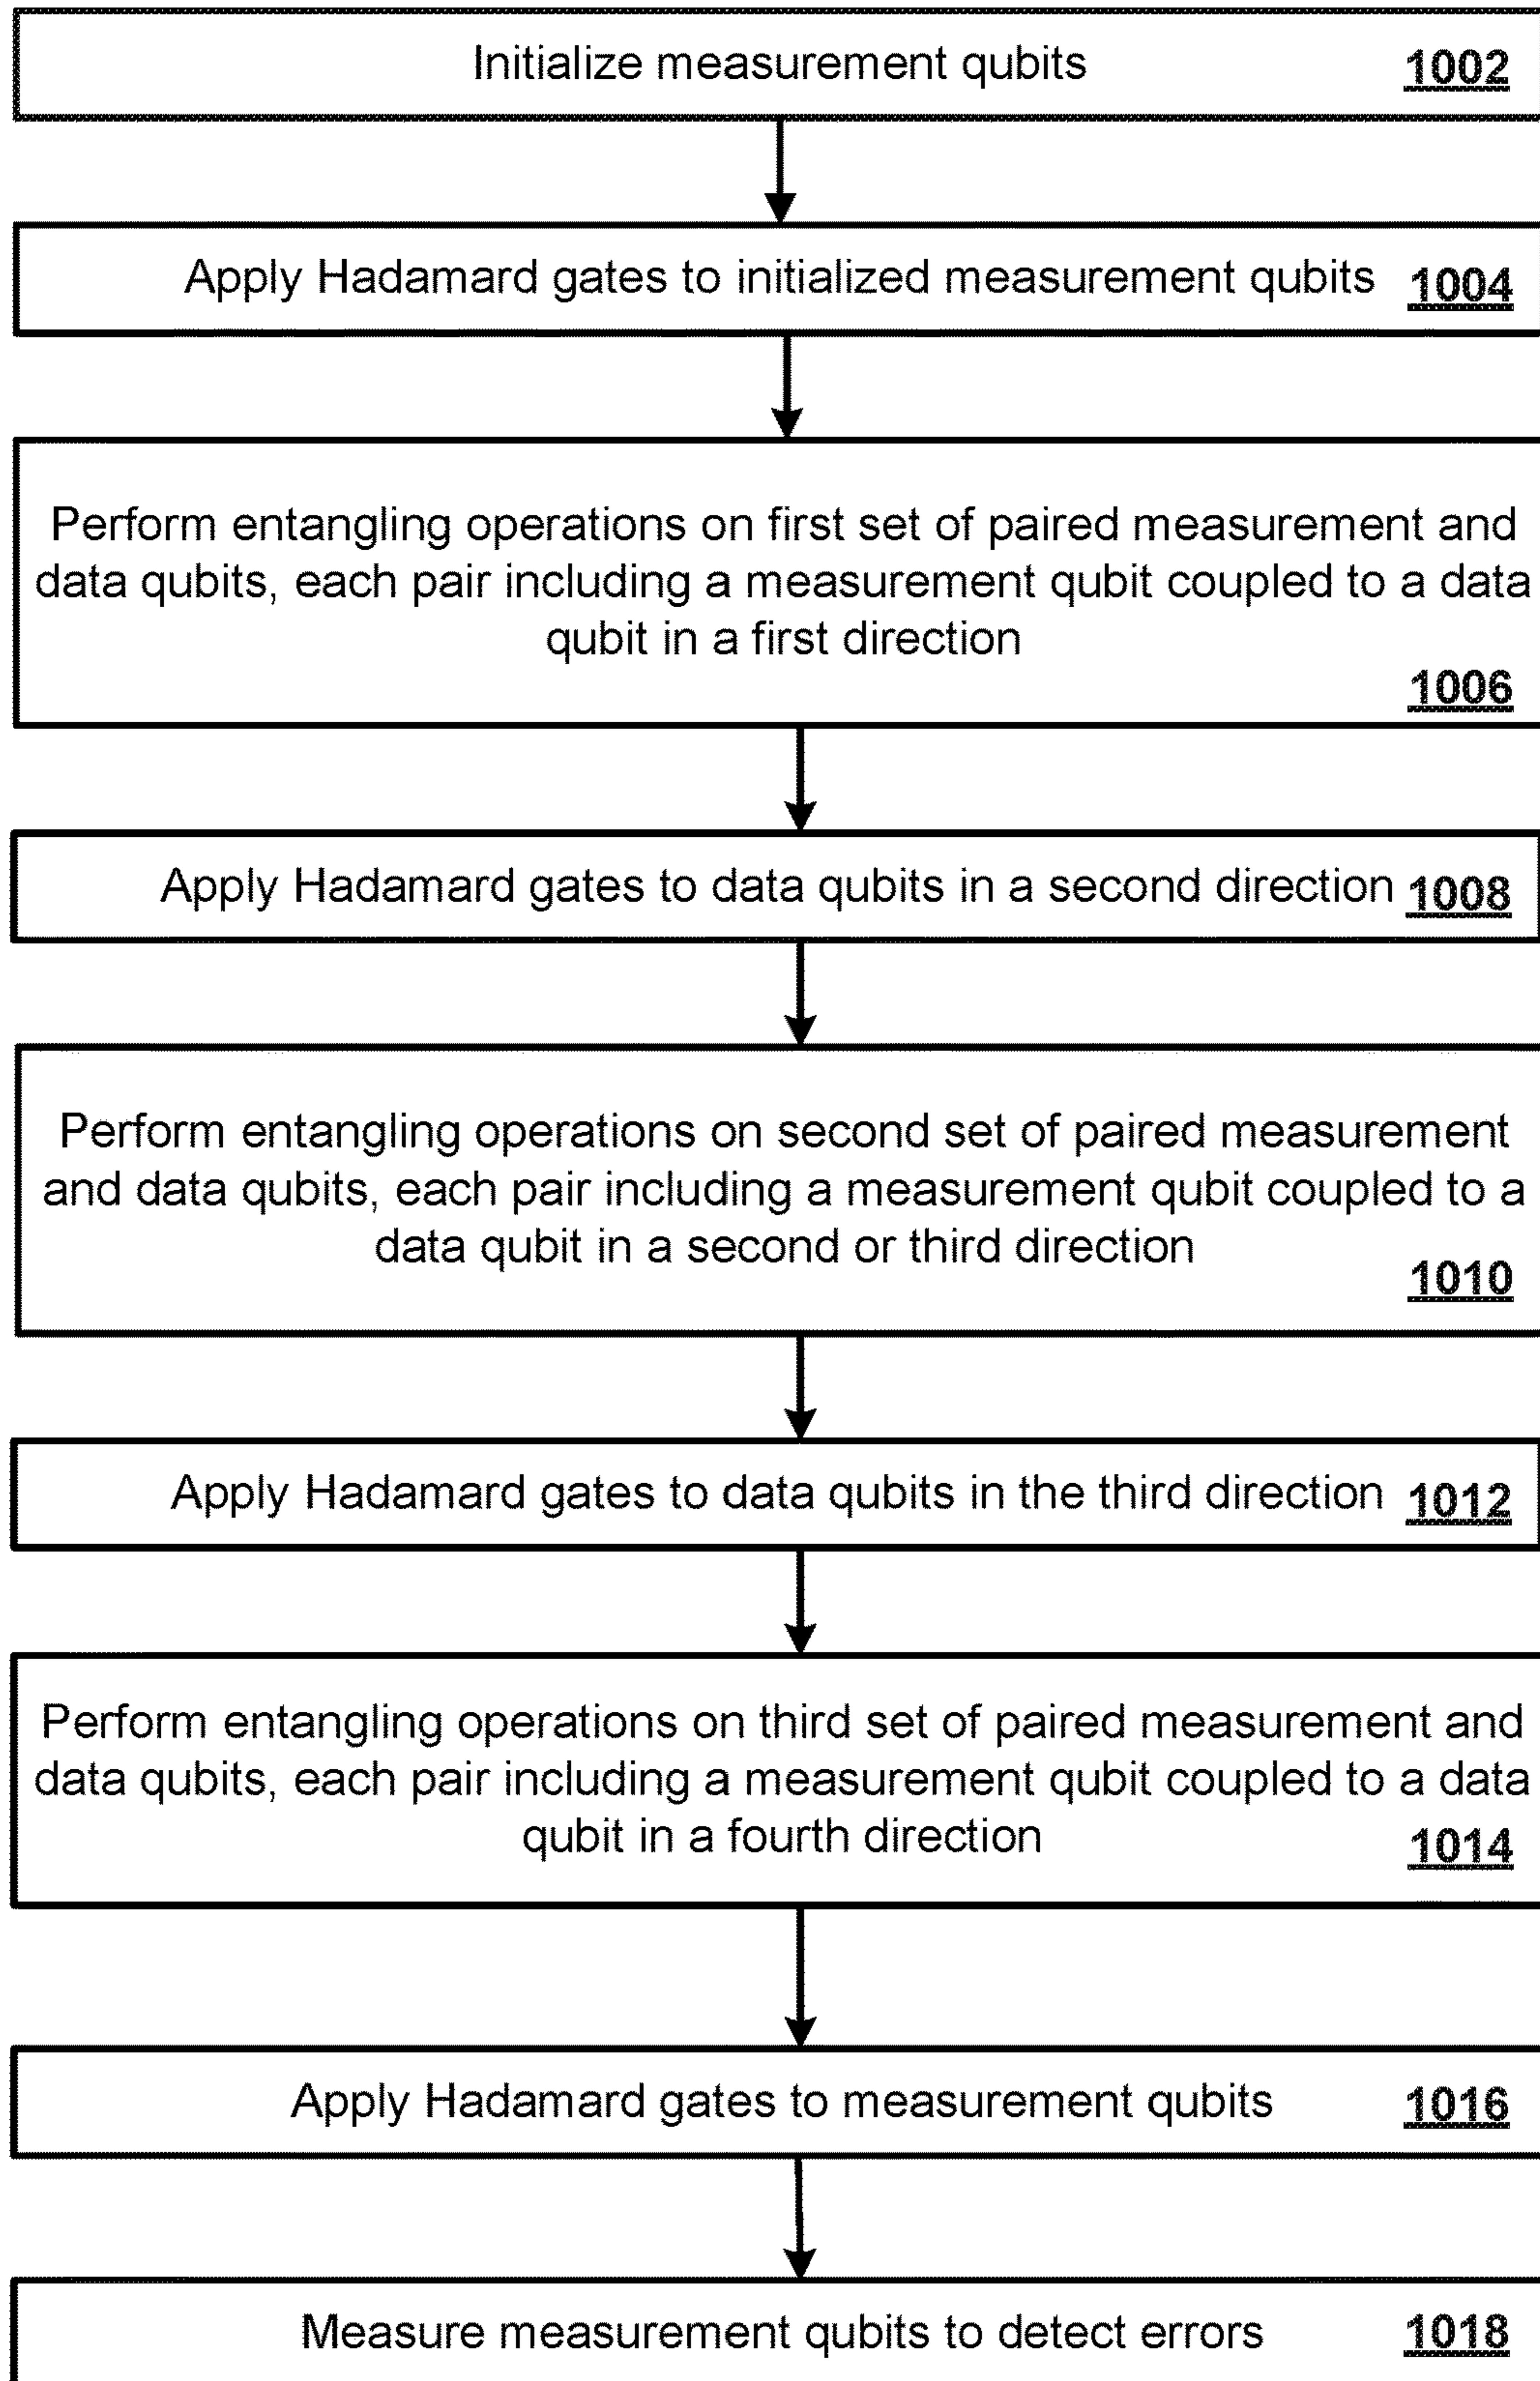 Initialize measurement qubits 1002
Apply Hadamard gates to initialized measurement qubits 1004
Perform entangling operations on first set of paired measurement and
data qubits, each pair including a measurement qubit coupled to a data
qubit in a first direction
1006
Apply Hadamard gates to data qubits in a second direction 1008
Perform entangling operations on second set of paired measurement
and data qubits, each pair including a measurement qubit coupled to a
data qubit in a second or third direction
1010
Apply Hadamard gates to data qubits in the third direction 1012
Perform entangling operations on third set of paired measurement and
data qubits, each pair including a measurement qubit coupled to a data
qubit in a fourth direction 1014
Apply Hadamard gates to measurement qubits 1016
Measure measurement qubits to detect errors 1018